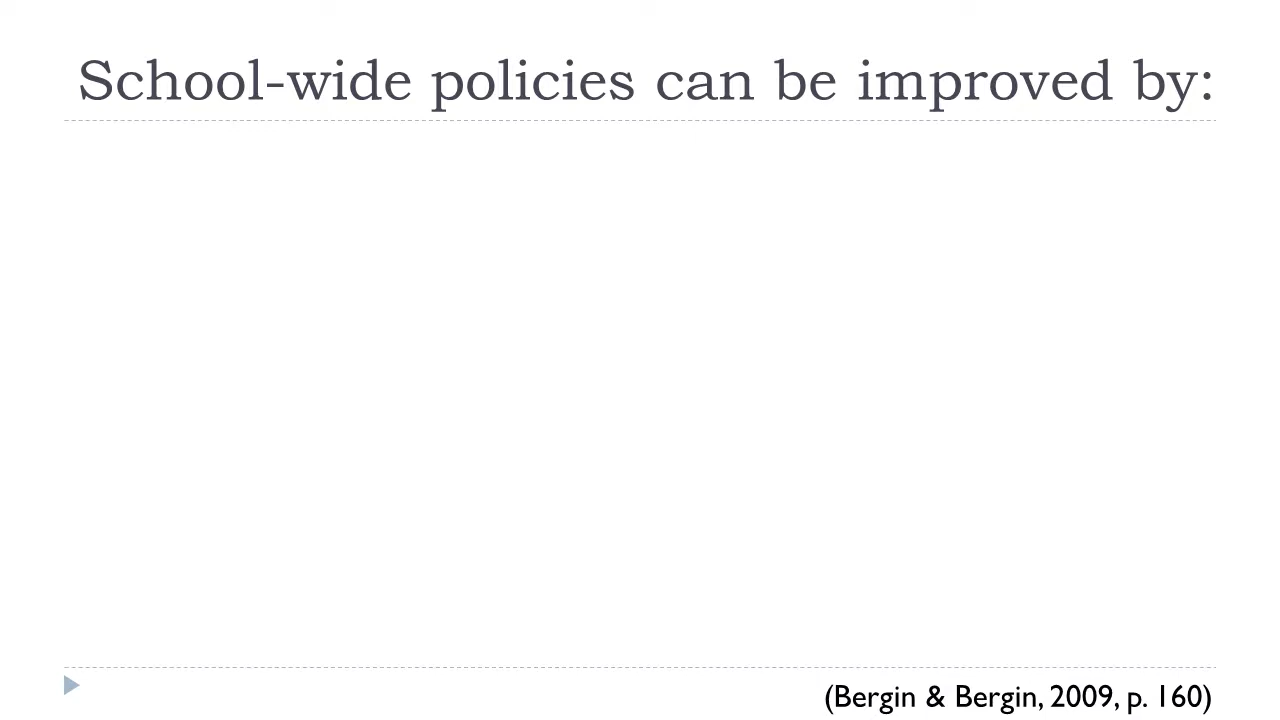 School-wide policies can be improved by:
(Bergin & Bergin, 2009, p. 160)